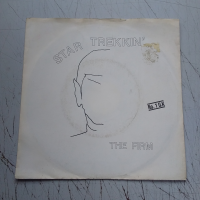 STAR TREKKIN'
THE FIRM